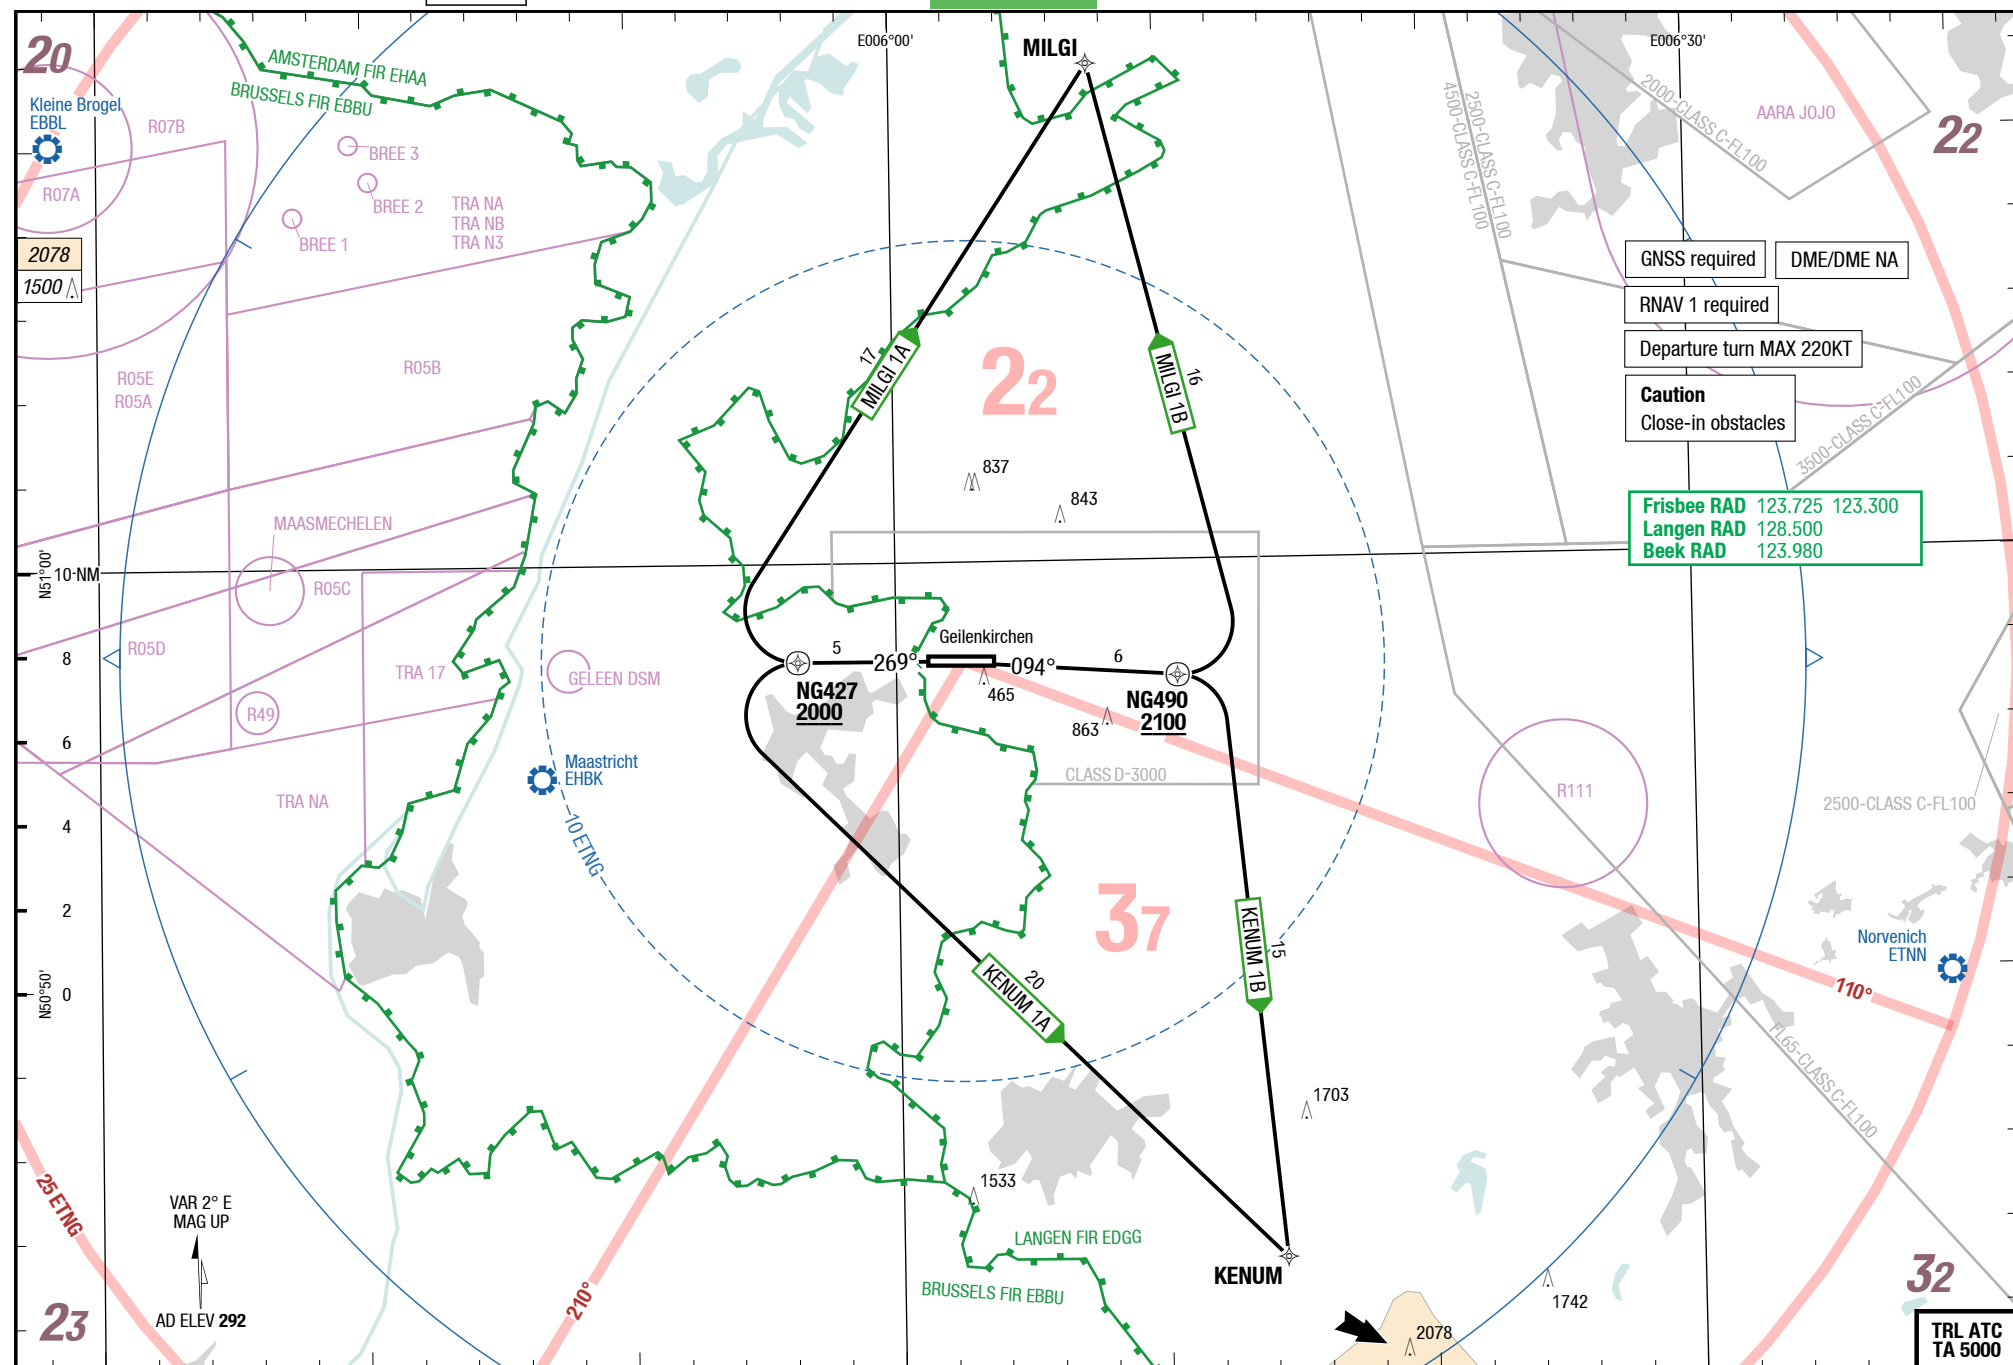 20
AMSTERDAM FIR EHAA
BRUSSELS FIR EBBU
E006°00'
MILGI
E006°30'
Kleine Brogel
EBBL
R07B
R07A
BREE 3
BREE 2
BREE 1
TRA NA
TRA NB
TRA N3
2000-CLASS C-FL100
2500-CLASS C-FL100
4500-CLASS C-FL100
AARA JOJO
22
2078
1500
GNSS required
DME/DME NA
RNAV 1 required
Departure turn MAX 220KT
Caution
Close-in obstacles
R05E
R05A
R05B
17
MILGI 1A
22
MILGI 1B
16
3500-CLASS C-FL100
837
843
Frisbee RAD 123.725 123.300
Langen RAD 128.500
Beek RAD 123.980
MAASMECHELEN
N51°00'
10 NM
R05C
R05D
8
TRA 17
GELEEN DSM
R49
5
269°
Geilenkirchen
094°
6
NG427
2000
465
863
NG490
2100
6
Maastricht
EHBK
CLASS D-3000
R111
2500-CLASS C-FL100
TRA NA
4
10 ETNG
2
37
KENUM 1B
15
Norvenich
ETNN
N50°50'
0
20
KENUM 1A
110°
FL65-CLASS C-FL100
1703
25 ETNG
VAR 2° E
MAG UP
1533
LANGEN FIR EDGG
BRUSSELS FIR EBBU
KENUM
210°
AD ELEV 292
23
1742
32
2078
TRL ATC
TA 5000